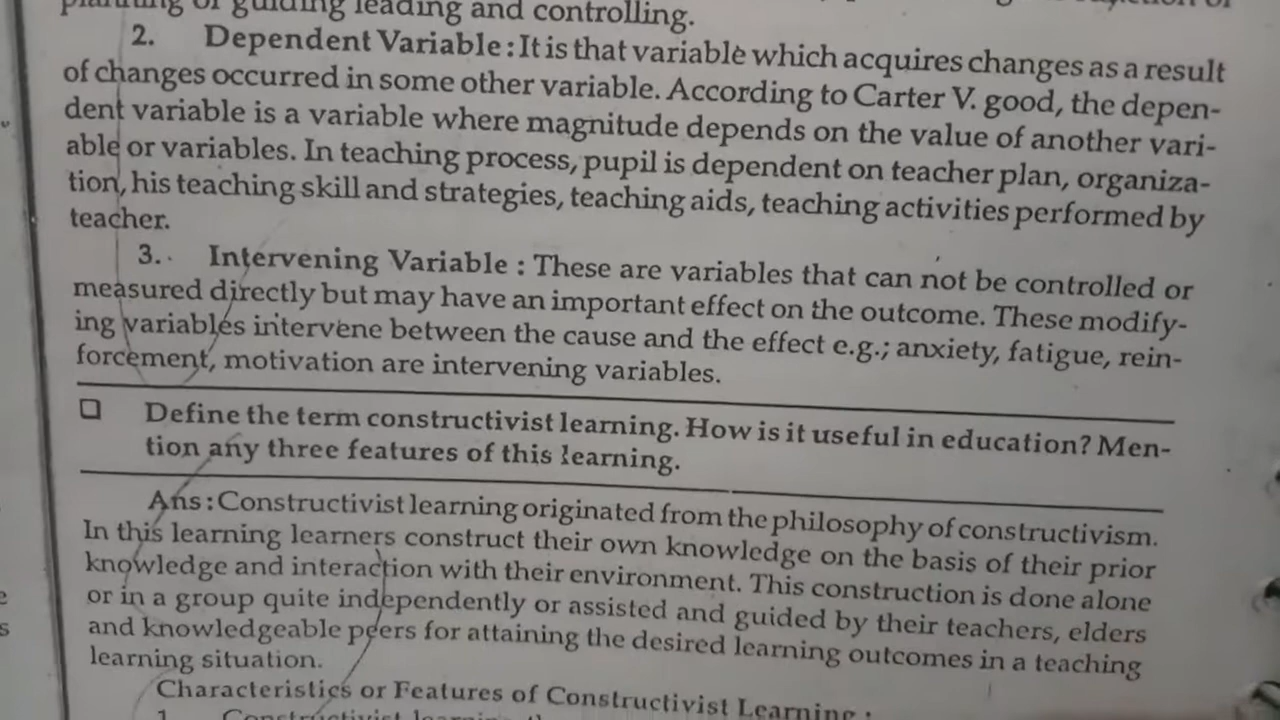 planning or guiding leading and controlling.
2. Dependent Variable : It is that variable which acquires changes as a result
of changes occurred in some other variable. According to Carter V. good, the depen-
dent variable is a variable where magnitude depends on the value of another vari-
able or variables. In teaching process, pupil is dependent on teacher plan, organiza-
tion, his teaching skill and strategies, teaching aids, teaching activities performed by
teacher.
3. Intervening Variable : These are variables that can not be controlled or
measured directly but may have an important effect on the outcome. These modify-
ing variables intervene between the cause and the effect e.g.; anxiety, fatigue, rein-
forcement, motivation are intervening variables.
❑ Define the term constructivist learning. How is it useful in education? Men-
tion any three features of this learning.
Ans : Constructivist learning originated from the philosophy of constructivism.
In this learning learners construct their own knowledge on the basis of their prior
knowledge and interaction with their environment. This construction is done alone
or in a group quite independently or assisted and guided by their teachers, elders
and knowledgeable peers for attaining the desired learning outcomes in a teaching
learning situation.
Characteristics or Features of Constructivist Learning :
1. Constructivist learning